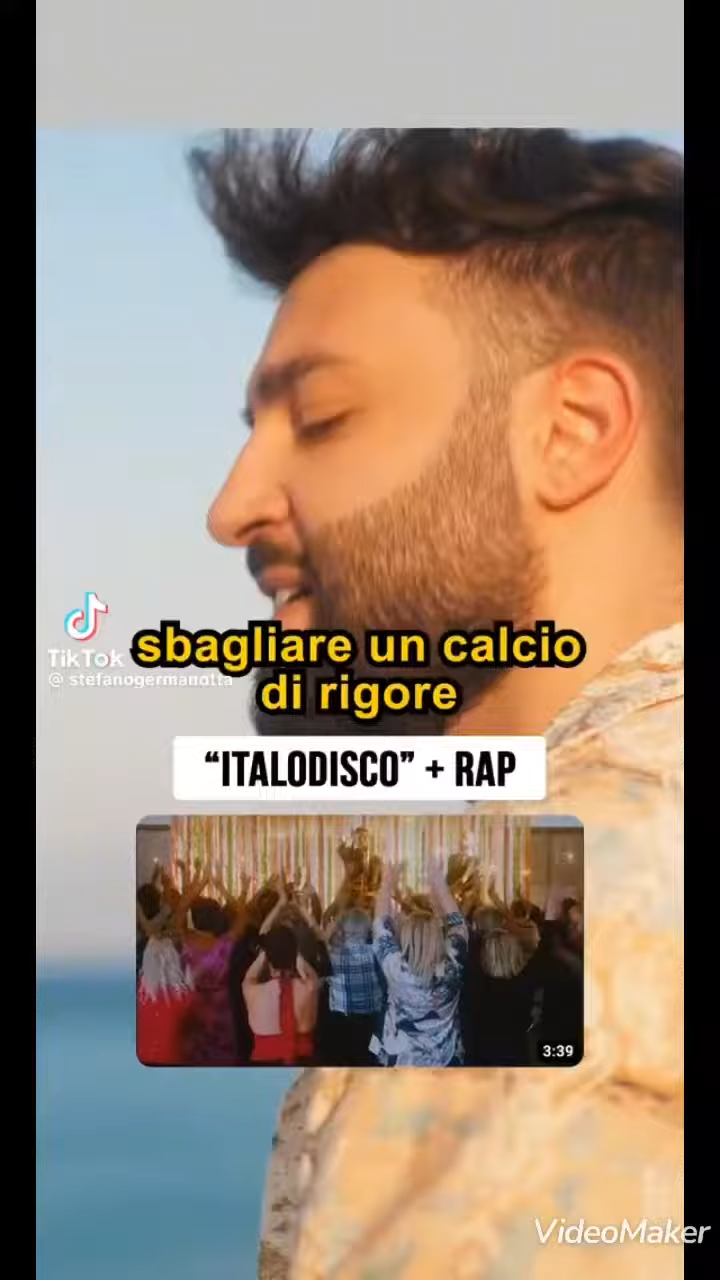 sbagliare un calcio
di rigore
TikTok
@ stefanogermanotta
“ITALODISCO” + RAP
3:39
VideoMaker